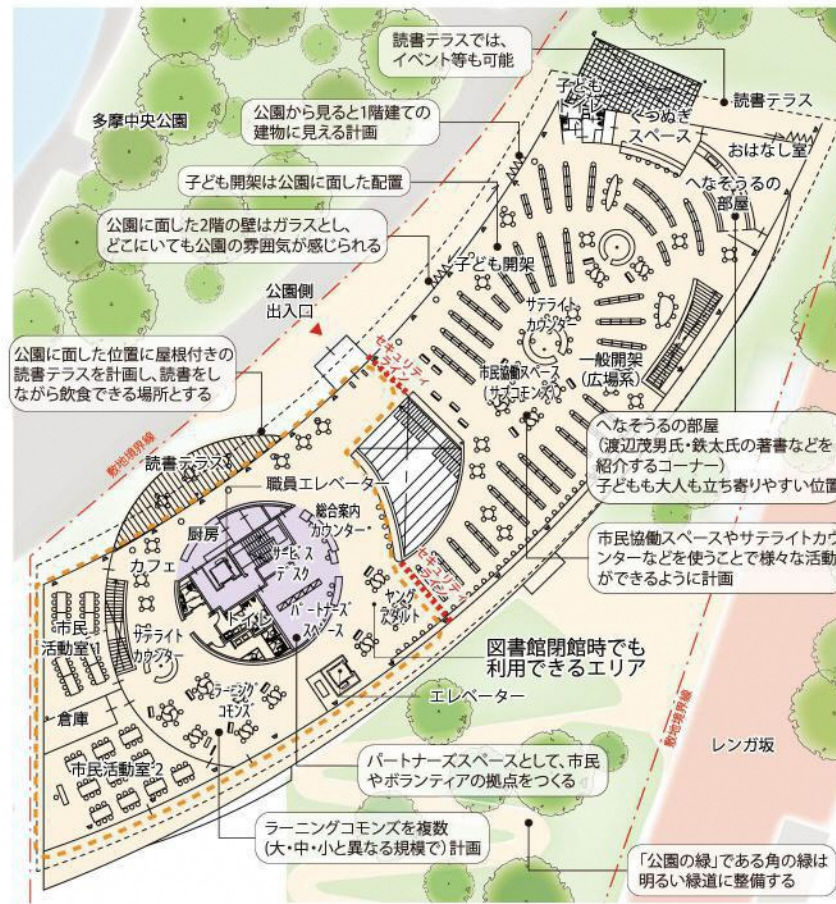 読書テラスでは、
イベント等も可能
子ども
トイレ
くつぬぎ
スペース
読書テラス
多摩中央公園
公園から見ると1階建ての
建物に見える計画
おはなし室
へなそうるの
部屋
子ども開架は公園に面した配置
公園に面した2階の壁はガラスとし、
どこにいても公園の雰囲気が感じられる
子ども開架
公園側
出入口
サテライト
カウンター
セキュリティ
ライン
一般開架
(広場系)
市民協働スペース
(サブコモンズ)
公園に面した位置に屋根付きの
読書テラスを計画し、読書をし
ながら飲食できる場所とする
へなそうるの部屋
(渡辺茂男氏・鉄太氏の著書などを
紹介するコーナー)
子どもも大人も立ち寄りやすい位置
敷地境界線
読書テラス
職員エレベーター
総合案内
カウンター
厨房
サービス
デスク
カフェ
市民協働スペースやサテライトカウ
ンターなどを使うことで様々な活動
ができるように計画
セキュリティ
ライン
トイレ
パートナーズ
スペース
ヤング
アダルト
市民
活動室1
サテライト
カウンター
図書館閉館時でも
利用できるエリア
エレベーター
ラーニング
コモンズ
倉庫
敷地境界線
レンガ坂
市民活動室2
パートナーズスペースとして、市民
やボランティアの拠点をつくる
ラーニングコモンズを複数
(大・中・小と異なる規模で)計画
「公園の緑」である角の緑は
明るい緑道に整備する